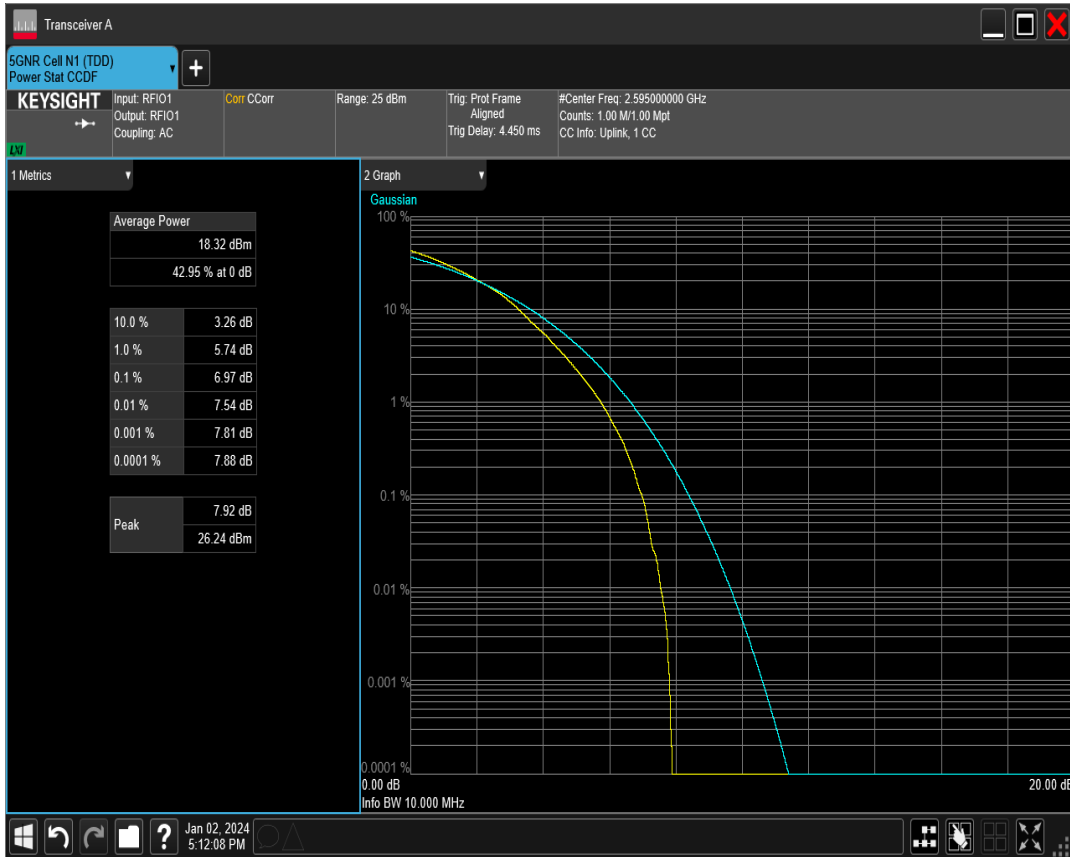 Transceiver A
5GNR Cell N1 (TDD)
Power Stat CCDF
KEYSIGHT
LXI
Input: RFIO1
Output: RFIO1
Coupling: AC
Corr CCorr
Range: 25 dBm
Trig: Prot Frame
Aligned
Trig Delay: 4.450 ms
#Center Freq: 2.595000000 GHz
Counts: 1.00 M/1.00 Mpt
CC Info: Uplink, 1 CC
1 Metrics
Average Power
18.32 dBm
42.95 % at 0 dB
10.0 % 3.26 dB
1.0 % 5.74 dB
0.1 % 6.97 dB
0.01 % 7.54 dB
0.001 % 7.81 dB
0.0001 % 7.88 dB
Peak
7.92 dB
26.24 dBm
2 Graph
Gaussian
100 %
10 %
1 %
0.1 %
0.01 %
0.001 %
0.0001 %
0.00 dB 20.00 dB
Info BW 10.000 MHz
? Jan 02, 2024
5:12:08 PM